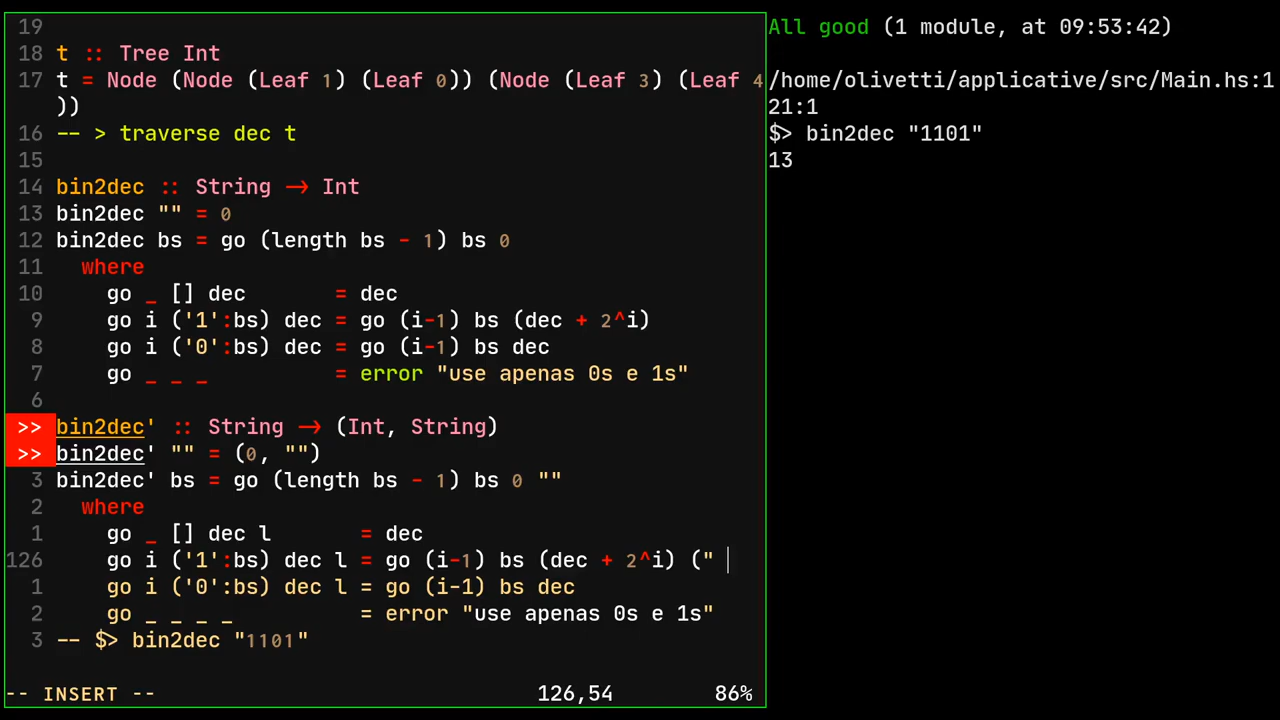 19
18 t :: Tree Int
17 t = Node (Node (Leaf 1) (Leaf 0)) (Node (Leaf 3) (Leaf 4
))
16 -- > traverse dec t
15
14 bin2dec :: String → Int
13 bin2dec "" = 0
12 bin2dec bs = go (length bs - 1) bs 0
11 where
10 go _ [] dec = dec
9 go i ('1':bs) dec = go (i-1) bs (dec + 2^i)
8 go i ('0':bs) dec = go (i-1) bs dec
7 go _ _ _ = error "use apenas 0s e 1s"
6
>> bin2dec' :: String → (Int, String)
>> bin2dec' "" = (0, "")
3 bin2dec' bs = go (length bs - 1) bs 0 ""
2 where
1 go _ [] dec l = dec
126 go i ('1':bs) dec l = go (i-1) bs (dec + 2^i) ("
1 go i ('0':bs) dec l = go (i-1) bs dec
2 go _ _ _ _ = error "use apenas 0s e 1s"
3 -- $> bin2dec "1101"
-- INSERT -- 126,54 86%
All good (1 module, at 09:53:42)
/home/olivetti/applicative/src/Main.hs:1
21:1
$> bin2dec "1101"
13